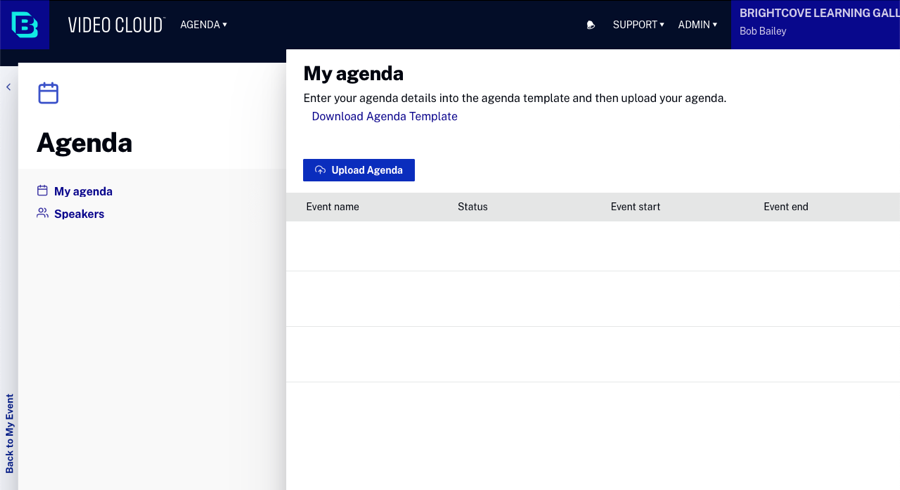 VIDEO CLOUD™
AGENDA ▾
SUPPORT ▾
ADMIN ▾
BRIGHTCOVE LEARNING GALL
Bob Bailey
Back to My Event
Agenda
My agenda
Speakers
My agenda
Enter your agenda details into the agenda template and then upload your agenda.
Download Agenda Template
Upload Agenda
Event name Status Event start Event end